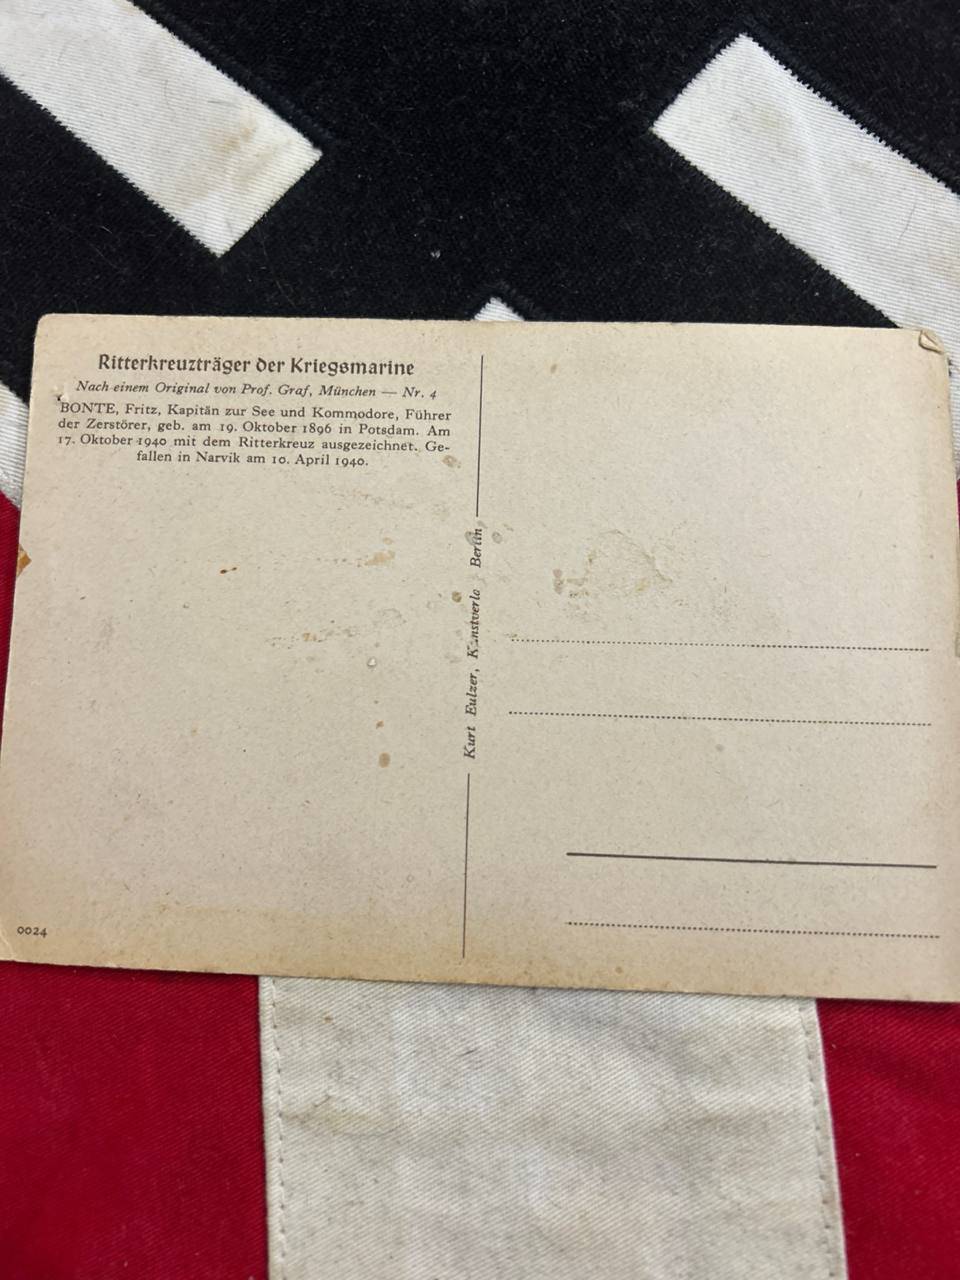 Ritterkreuzträger der Kriegsmarine
Nach einem Original von Prof. Graf, München — Nr. 4
BONTE, Fritz, Kapitän zur See und Kommodore, Führer
der Zerstörer, geb. am 19. Oktober 1896 in Potsdam. Am
17. Oktober 1940 mit dem Ritterkreuz ausgezeichnet. Ge-
fallen in Narvik am 10. April 1940.
Kurt Eulzer, Berlin
0024